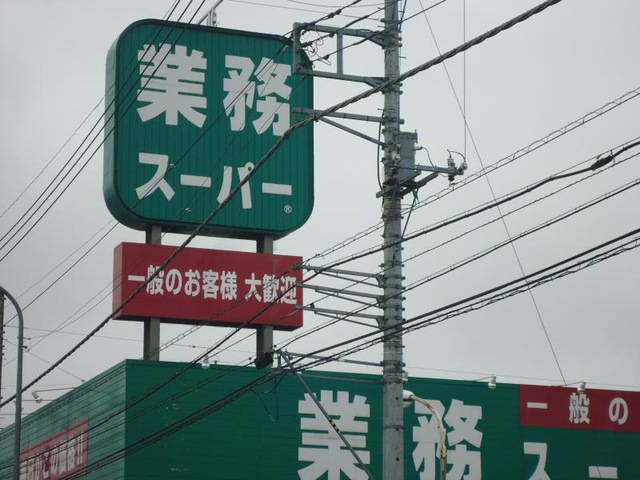 業務
スーパー®
一般のお客様 大歓迎
業務
一般の
スー